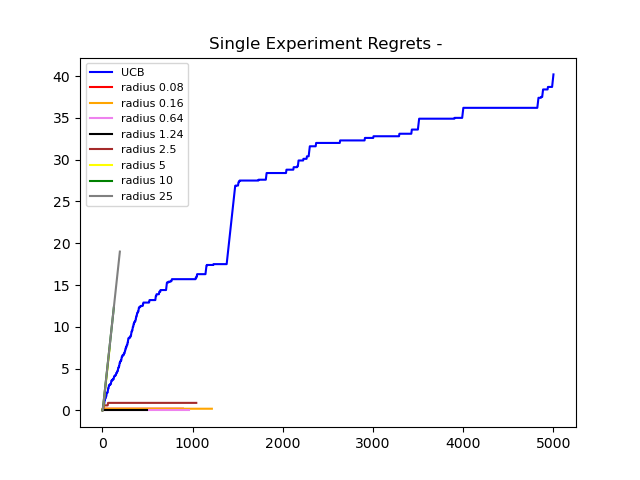 Single Experiment Regrets -
40
35
30
25
20
15
10
5
0
UCB
radius 0.08
radius 0.16
radius 0.64
radius 1.24
radius 2.5
radius 5
radius 10
radius 25
0 1000 2000 3000 4000 5000